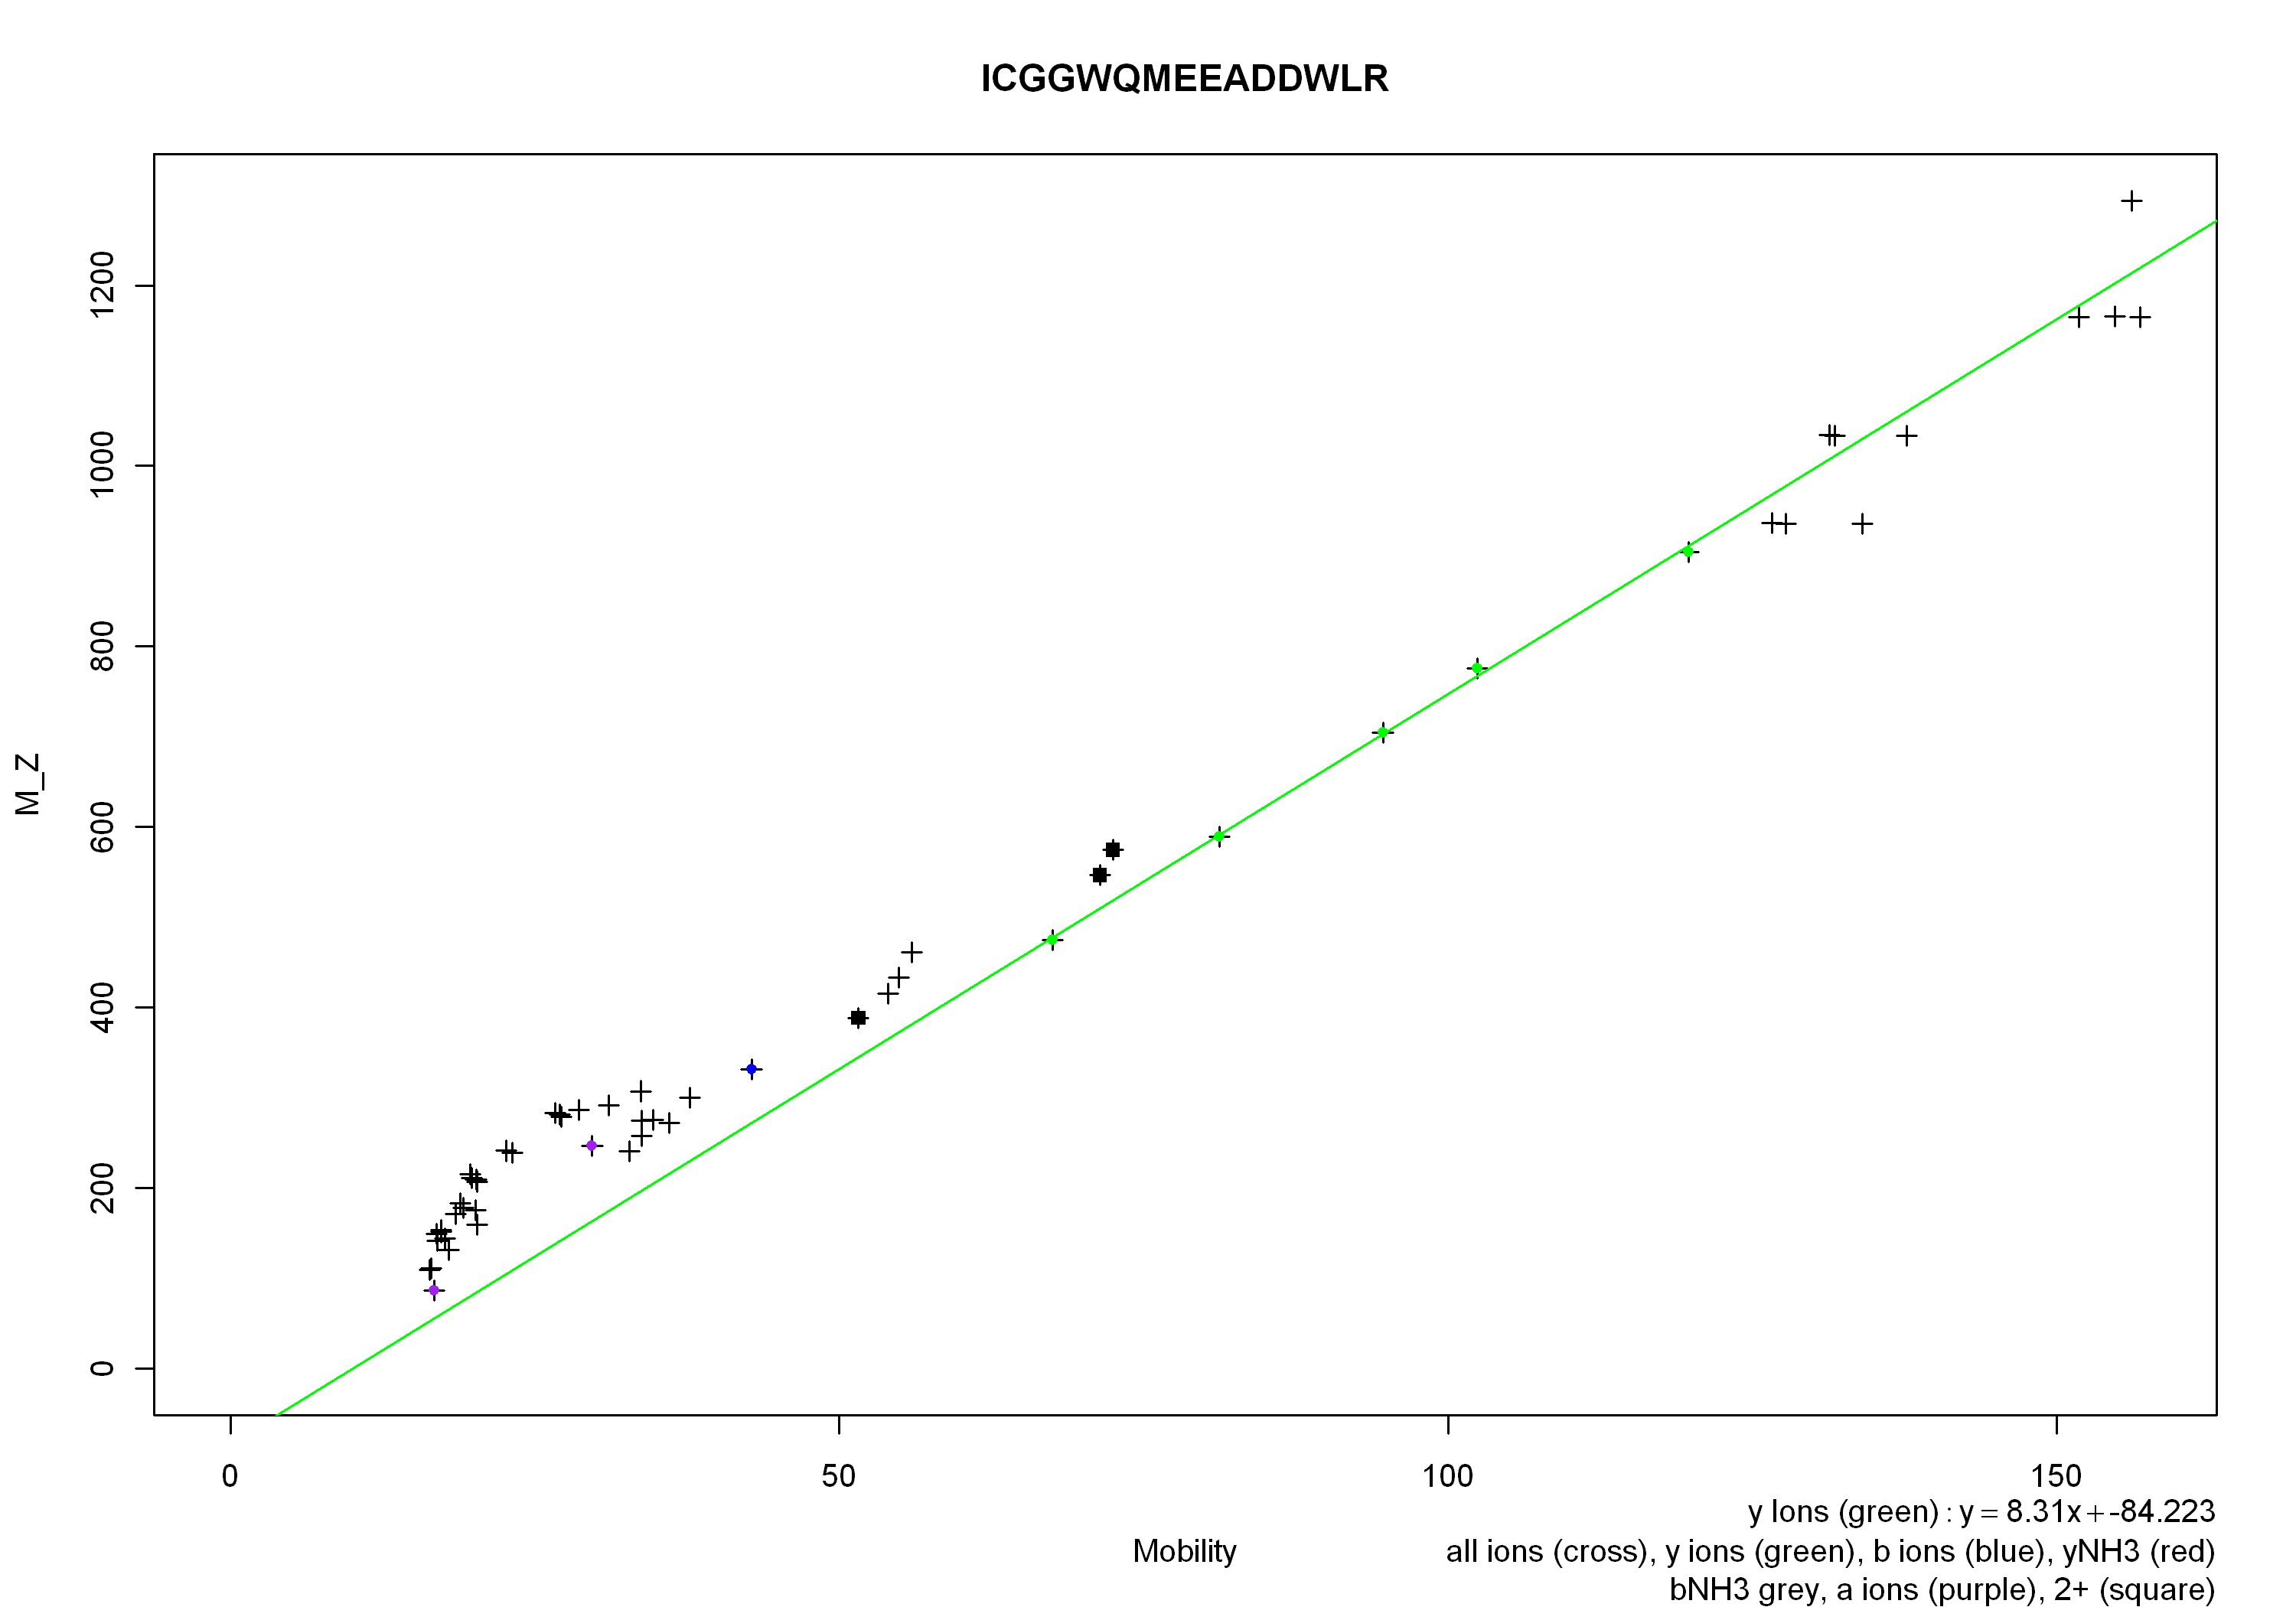 ICGGWQMEEADDWLR
M_Z
1200
1000
800
600
400
200
0
0 50 100 150
y Ions (green) : y = 8.31x + -84.223
Mobility
all ions (cross), y ions (green), b ions (blue), yNH3 (red)
bNH3 grey, a ions (purple), 2+ (square)